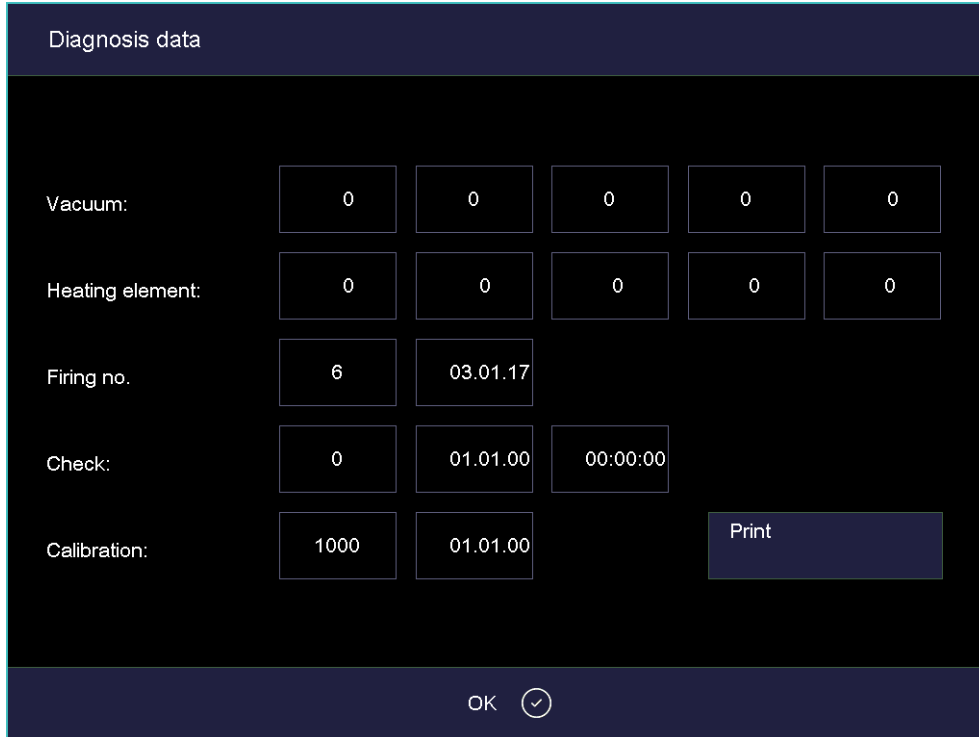 Diagnosis data
Vacuum: 0 0 0 0 0
Heating element: 0 0 0 0 0
Firing no. 6 03.01.17
Check: 0 01.01.00 00:00:00
Calibration: 1000 01.01.00 Print
OK